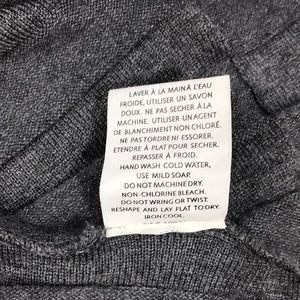 LAVER À LA MAIN À L'EAU
FROIDE, UTILISER UN SAVON
DOUX. NE PAS SECHER À LA
MACHINE. UTILISER UN AGENT
DE BLANCHIMENT NON CHLORÉ.
NE PAS TORDRE NI ESSORER.
ETENDRE À PLAT POUR SECHER.
REPASSER À FROID.
HAND WASH COLD WATER,
USE MILD SOAP.
DO NOT MACHINE DRY.
NON-CHLORINE BLEACH.
DO NOT WRING OR TWIST.
RESHAPE AND LAY FLAT TO DRY.
IRON COOL.